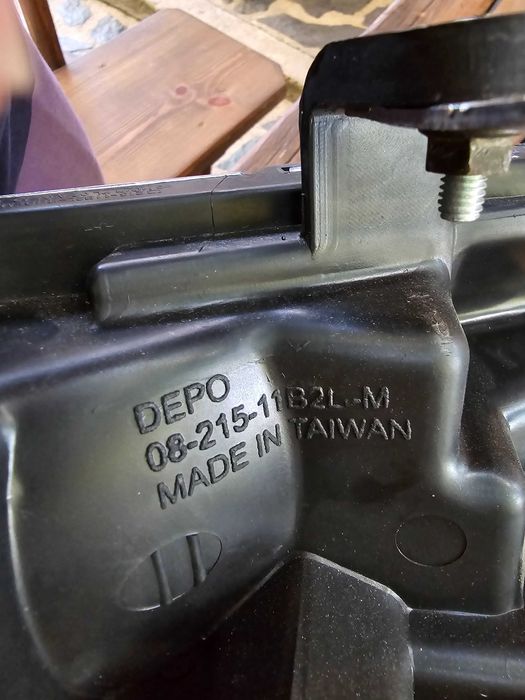 DEPO
08-215-11B2L-M
MADE IN TAIWAN